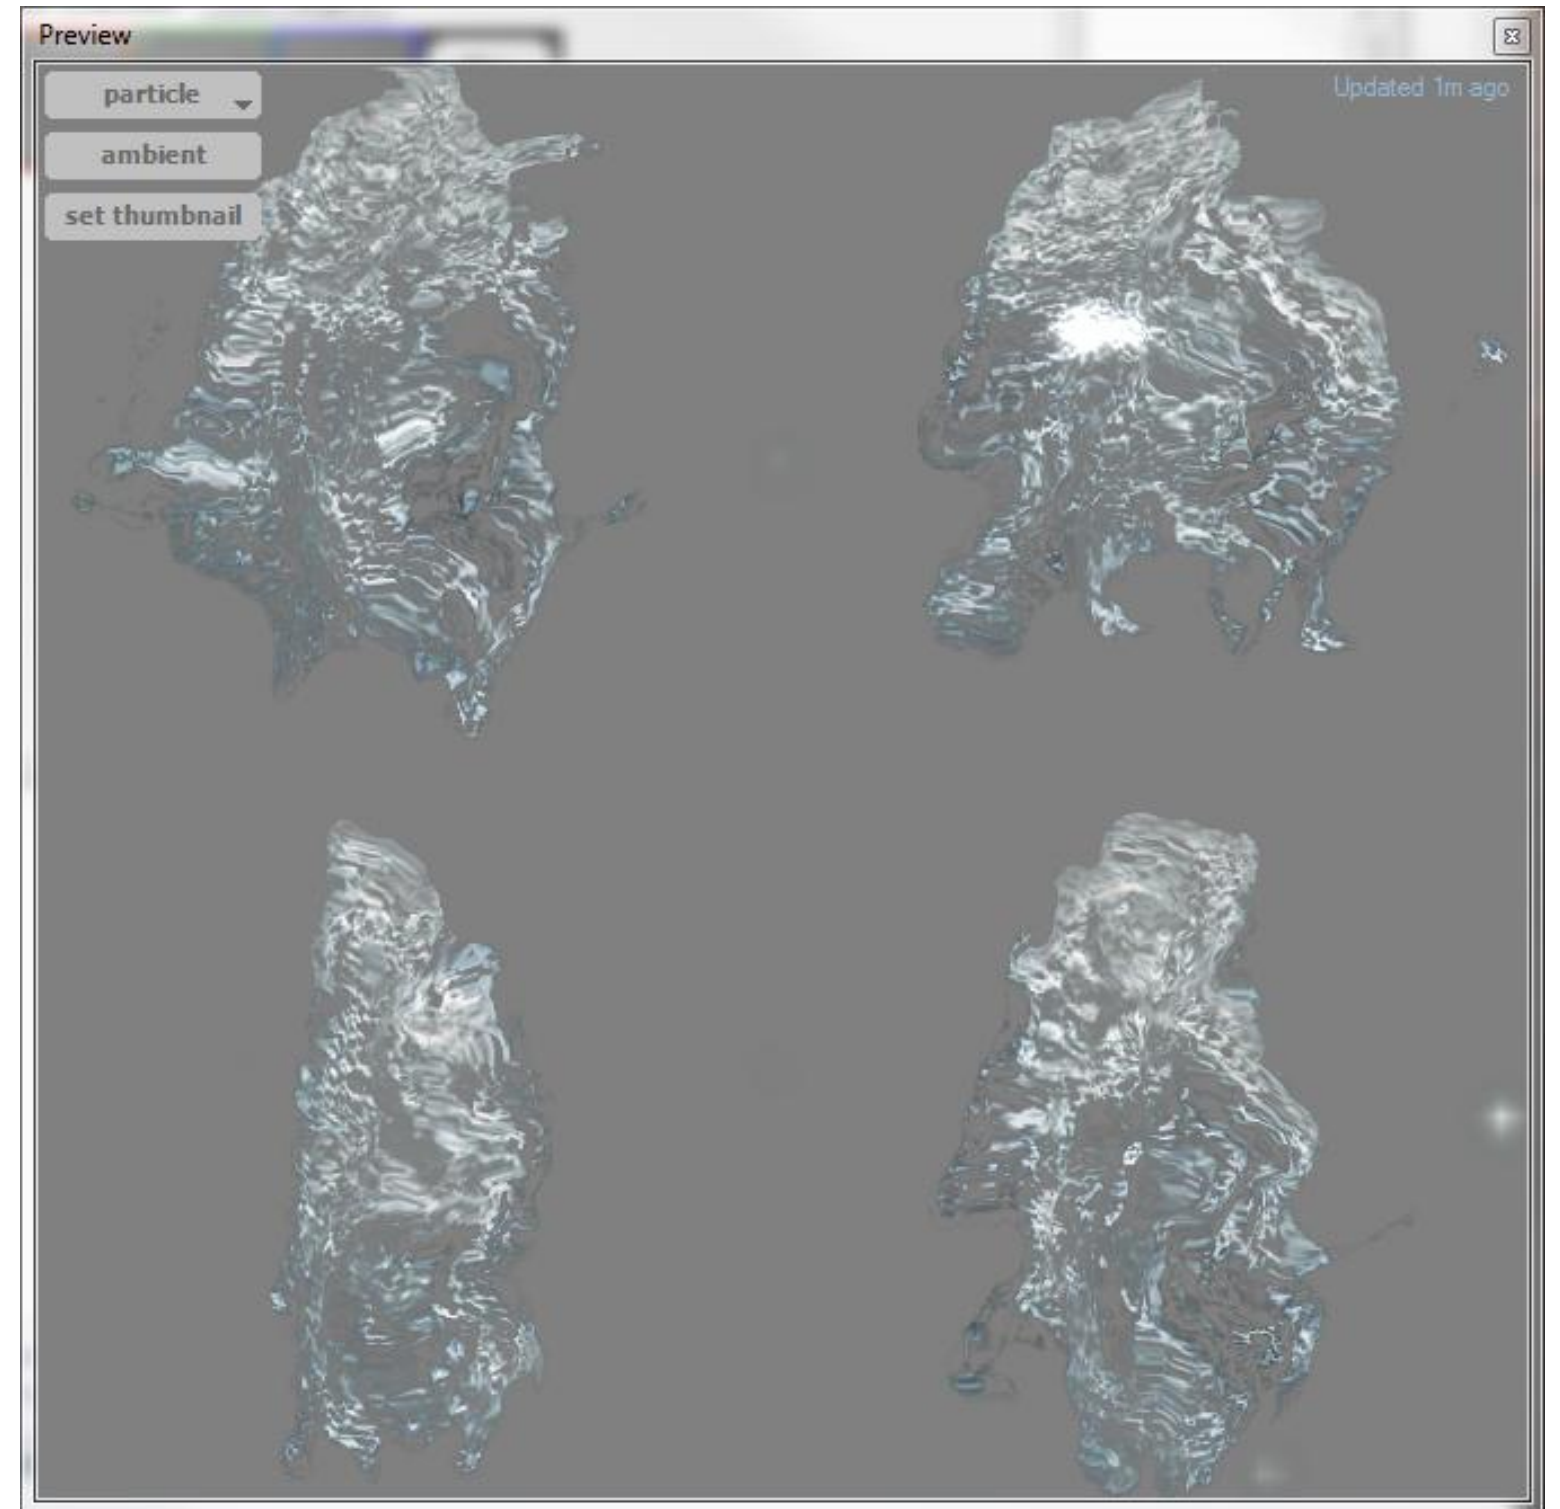 Preview
particle
Updated 1m ago
ambient
set thumbnail